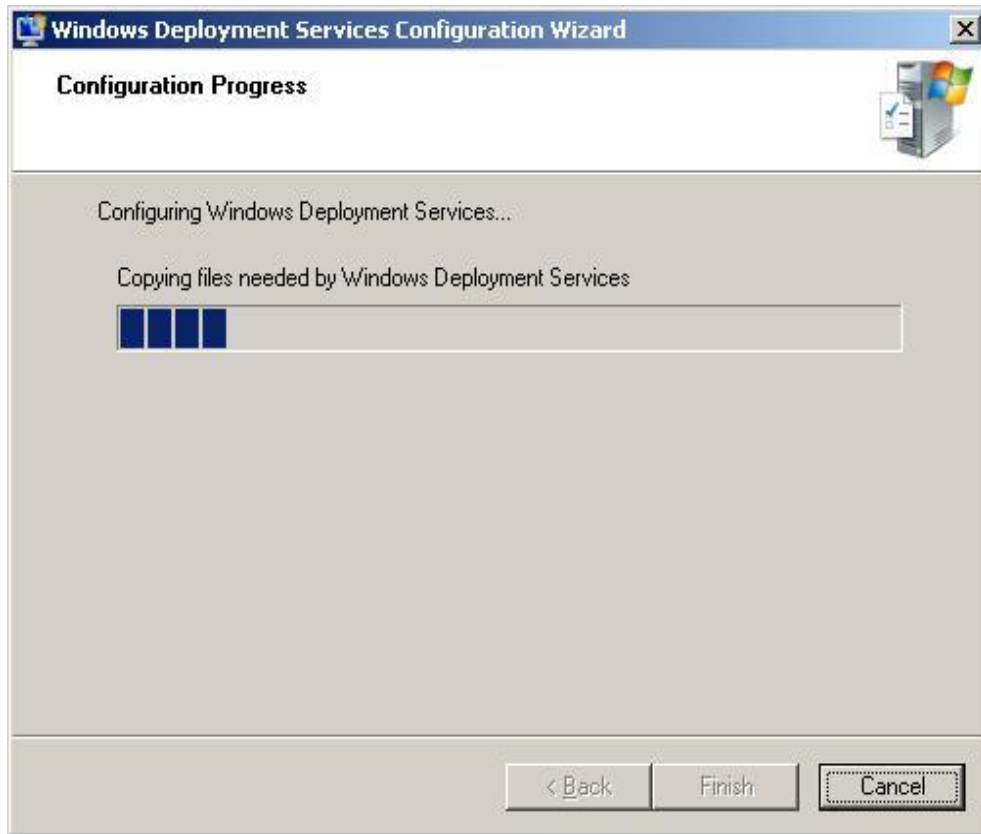 Windows Deployment Services Configuration Wizard
Configuration Progress
Configuring Windows Deployment Services...
Copying files needed by Windows Deployment Services
< Back
Finish
Cancel